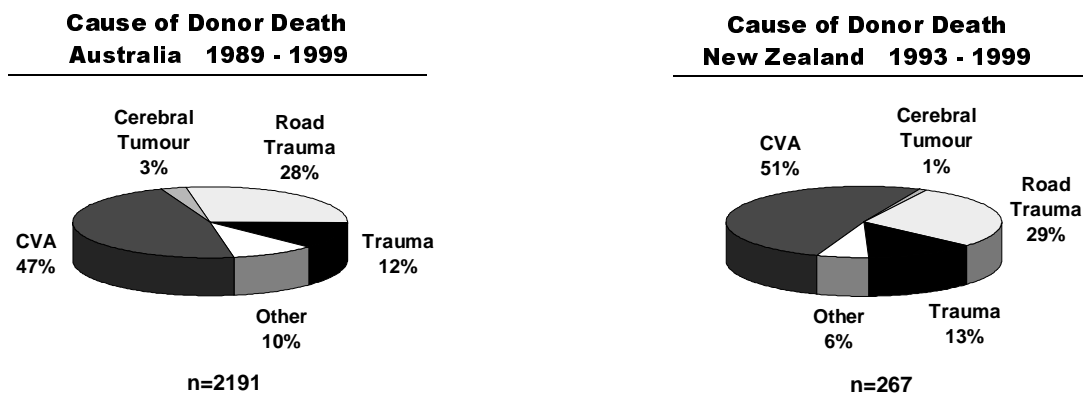 Cause of Donor Death
Australia 1989 - 1999
Cerebral
Tumour
3%
Road
Trauma
28%
CVA
47%
Trauma
12%
Other
10%
n=2191
Cause of Donor Death
New Zealand 1993 - 1999
CVA
51%
Cerebral
Tumour
1%
Road
Trauma
29%
Other
6%
Trauma
13%
n=267